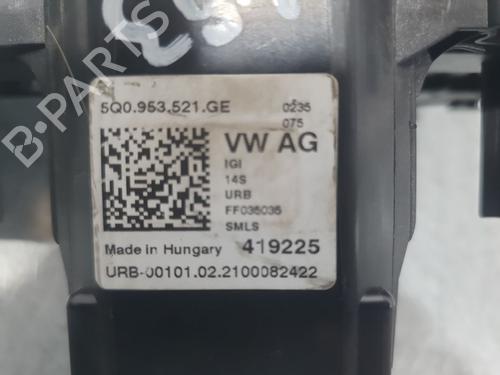 5Q0.953.521.GE 0235
075
VW AG
IGI
14S
URB
FF035035
SMLS
Made in Hungary 419225
URB-00101.02.2100082422
B-PARTS